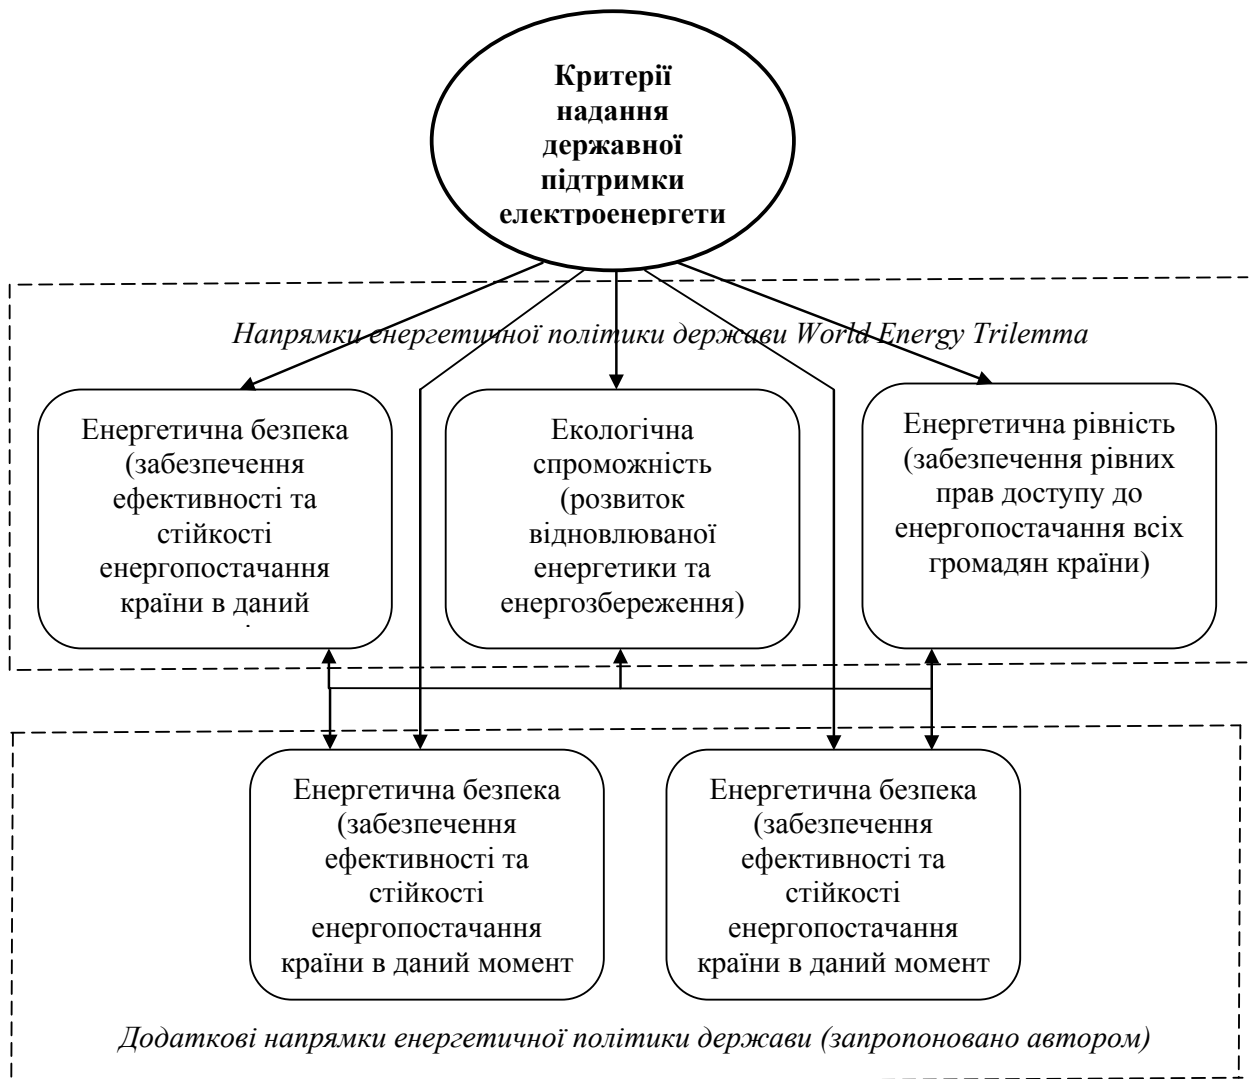 Критерії
надання
державної
підтримки
електроенергети
Напрямки енергетичної політики держави World Energy Trilemma
Енергетична безпека
(забезпечення
ефективності та
стійкості
енергопостачання
країни в даний
Екологічна
спроможність
(розвиток
відновлюваної
енергетики та
енергозбереження)
Енергетична рівність
(забезпечення рівних
прав доступу до
енергопостачання всіх
громадян країни)
Енергетична безпека
(забезпечення
ефективності та
стійкості
енергопостачання
країни в даний момент
Енергетична безпека
(забезпечення
ефективності та
стійкості
енергопостачання
країни в даний момент
Додаткові напрямки енергетичної політики держави (запропоновано автором)